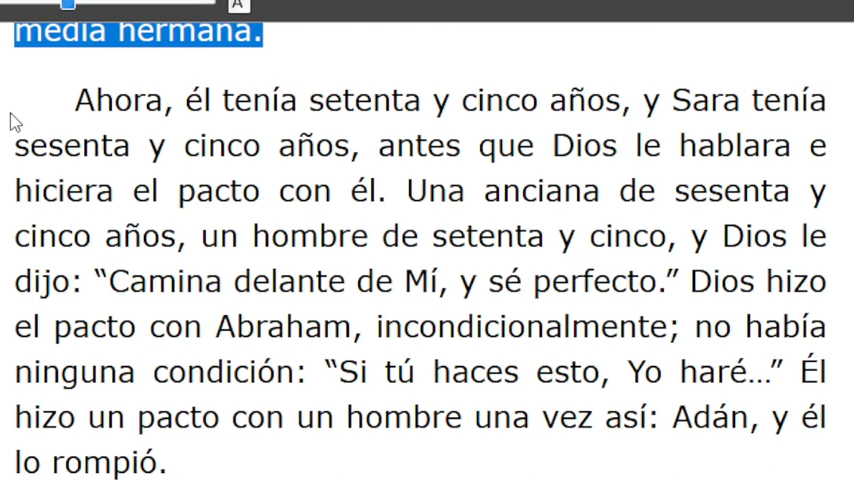 A
media hermana.
Ahora, él tenía setenta y cinco años, y Sara tenía
sesenta y cinco años, antes que Dios le hablara e
hiciera el pacto con él. Una anciana de sesenta y
cinco años, un hombre de setenta y cinco, y Dios le
dijo: “Camina delante de Mí, y sé perfecto.” Dios hizo
el pacto con Abraham, incondicionalmente; no había
ninguna condición: “Si tú haces esto, Yo haré...” Él
hizo un pacto con un hombre una vez así: Adán, y él
lo rompió.